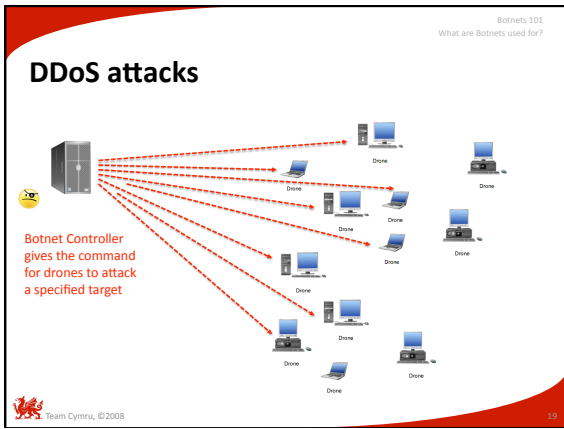 Botnets 101
What are Botnets used for?
DDoS attacks
Drone
Drone
Drone
Drone
Drone
Drone
Drone
Botnet Controller
gives the command
for drones to attack
a specified target
Drone
Drone
Drone
Drone
Drone
Team Cymru, ©2008
19